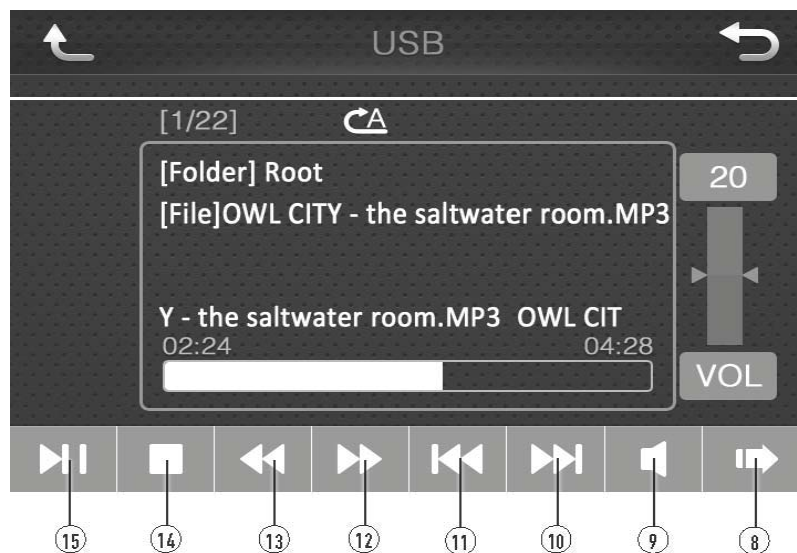 USB
[1/22] A
[Folder] Root
20
[File]OWL CITY - the saltwater room.MP3
Y - the saltwater room.MP3 OWL CIT
02:24 04:28
VOL
15 14 13 12 11 10 9 8